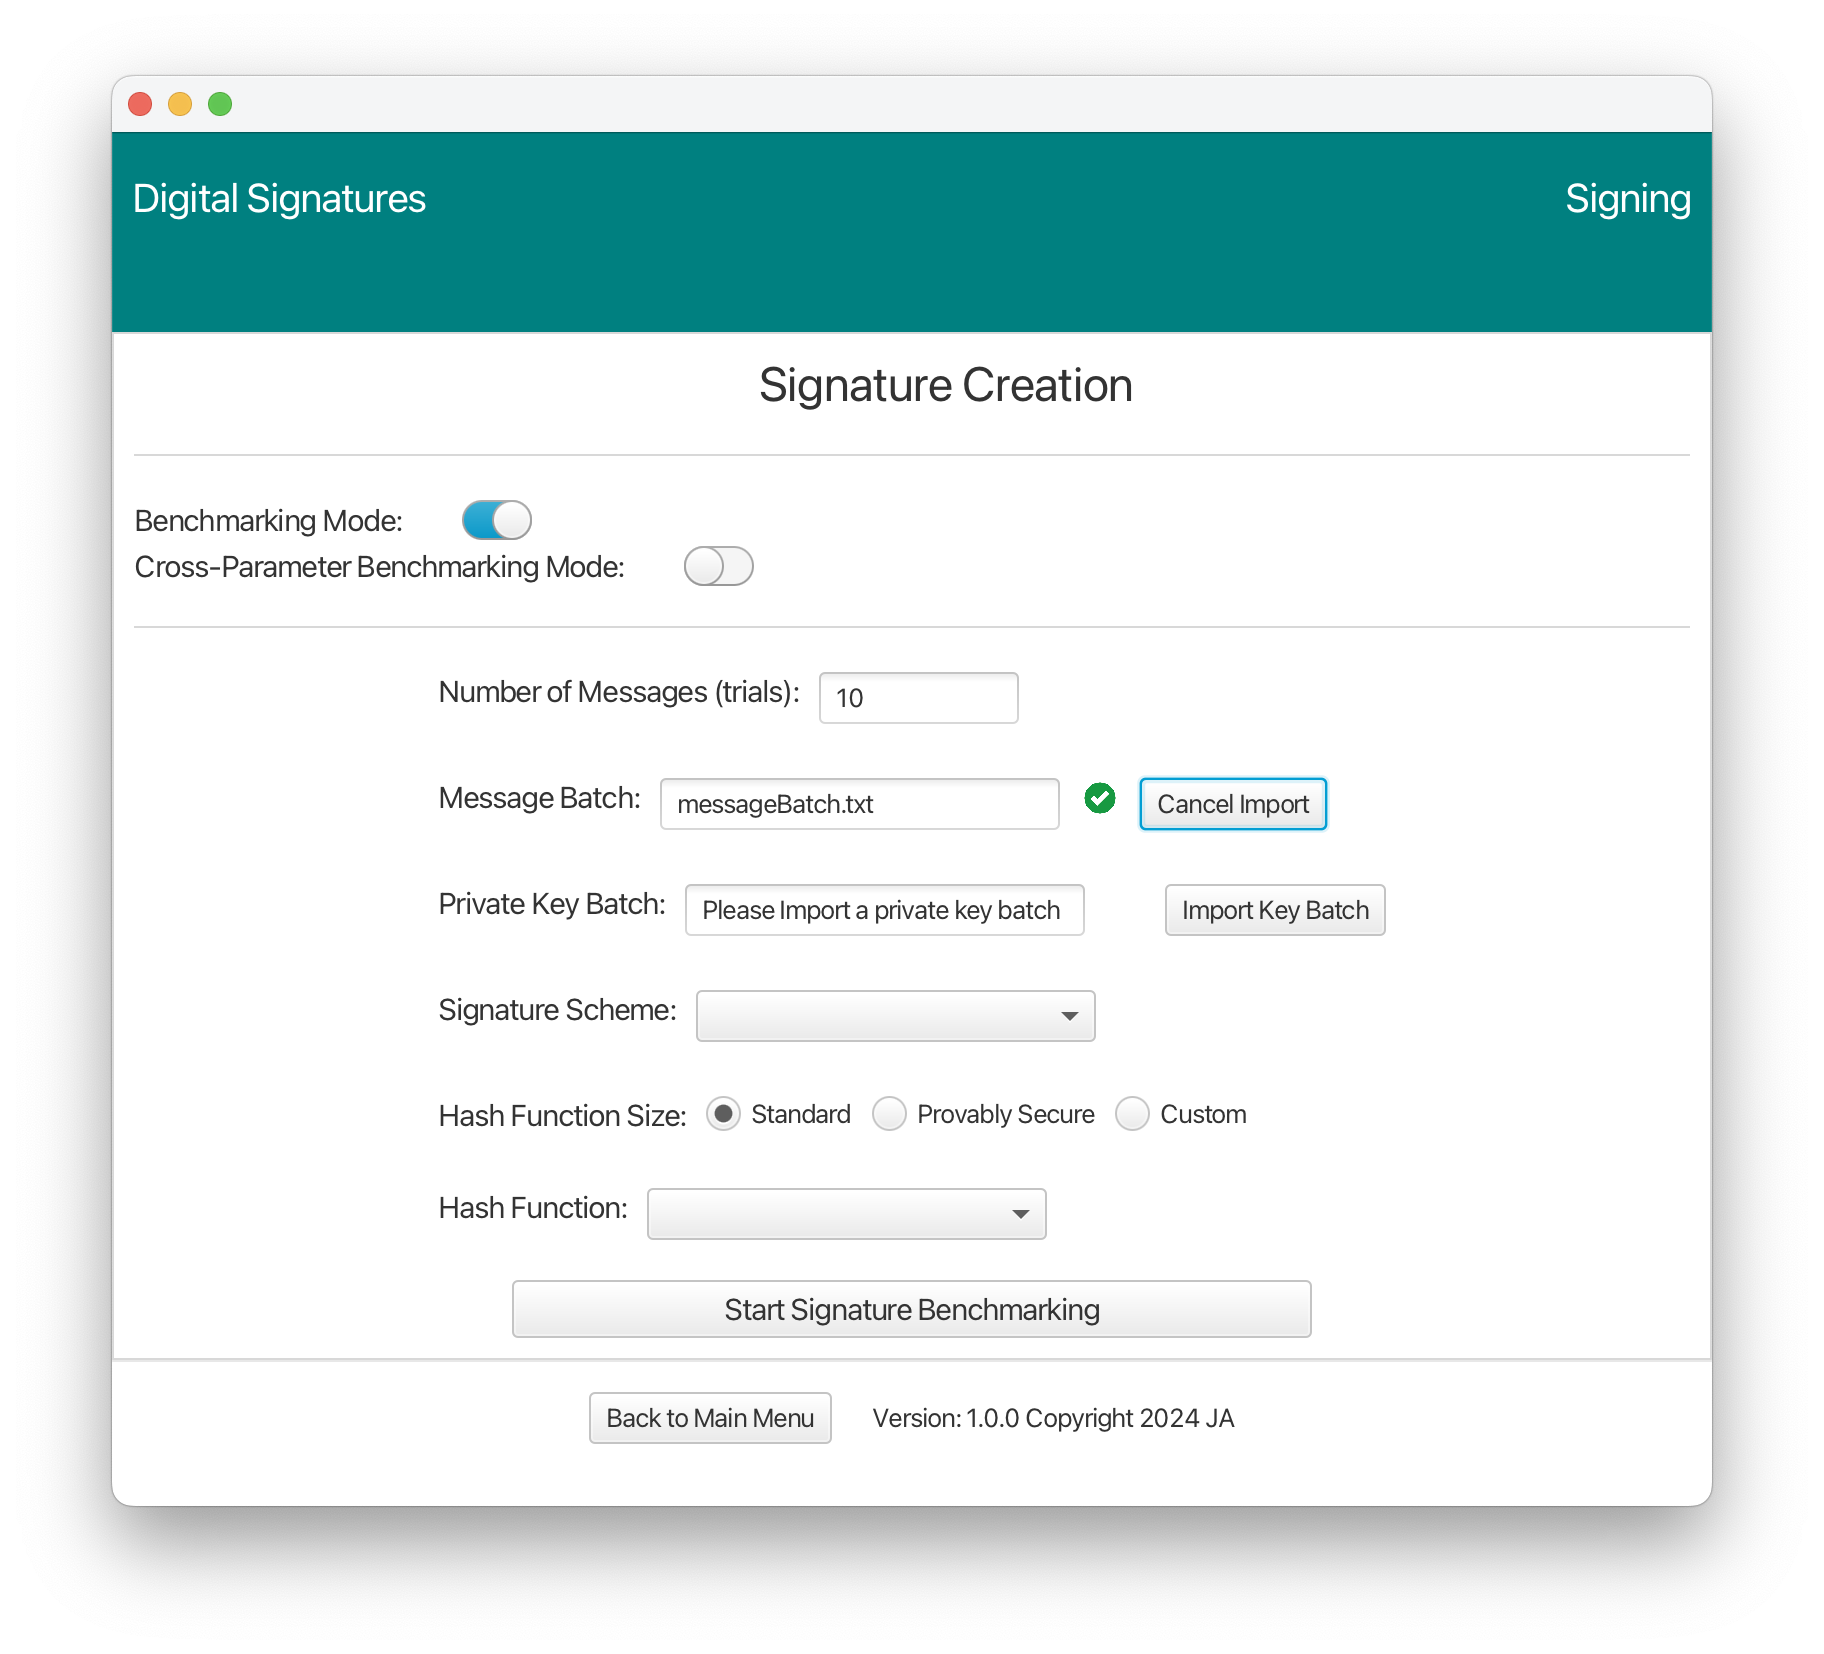 Digital Signatures
Signing
Signature Creation
Benchmarking Mode:
Cross-Parameter Benchmarking Mode:
Number of Messages (trials): 10
Message Batch: messageBatch.txt Cancel Import
Private Key Batch: Please Import a private key batch Import Key Batch
Signature Scheme:
Hash Function Size: Standard Provably Secure Custom
Hash Function:
Start Signature Benchmarking
Back to Main Menu Version: 1.0.0 Copyright 2024 JA